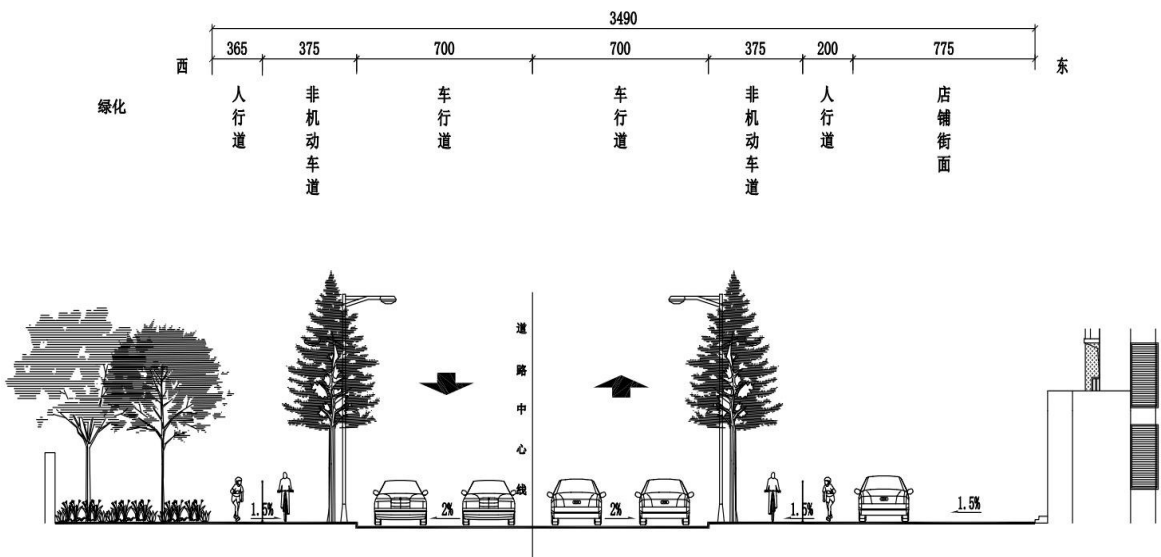 3490
365 375 700 700 375 200 775
西 东
绿化 人行道 非机动车道 车行道 车行道 非机动车道 人行道 店铺街面
道路中心线
1.5% 2% 2% 1.5% 1.5%